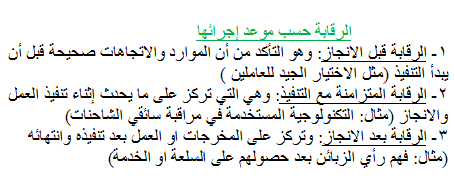 الرقابة حسب موعد إجرائها
١- الرقابة قبل الانجاز: وهو التأكد من أن الموارد والاتجاهات صحيحة قبل أن
يبدأ التنفيذ (مثل الاختيار الجيد للعاملين )
٢- الرقابة المتزامنة مع التنفيذ: وهي التي تركز على ما يحدث إثناء تنفيذ العمل
والانجاز (مثال: التكنولوجية المستخدمة في مراقبة سائقي الشاحنات)
٣- الرقابة بعد الانجاز: وتركز على المخرجات او العمل بعد تنفيذه وانتهائه
(مثال: فهم رأي الزبائن بعد حصولهم على السلعة او الخدمة)